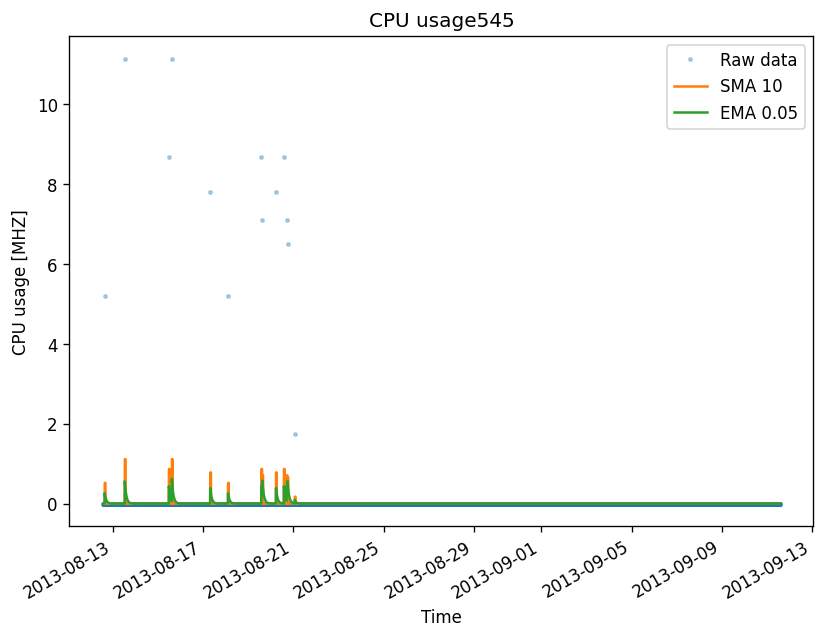 CPU usage545
Raw data
SMA 10
EMA 0.05
CPU usage [MHZ]
10
8
6
4
2
0
2013-08-13
2013-08-17
2013-08-21
2013-08-25
2013-08-29
2013-09-01
2013-09-05
2013-09-09
2013-09-13
Time